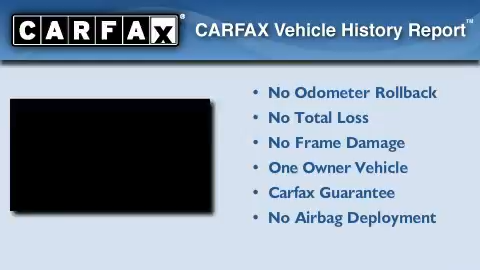 CARFAX® CARFAX Vehicle History Report™
• No Odometer Rollback
• No Total Loss
• No Frame Damage
• One Owner Vehicle
• Carfax Guarantee
• No Airbag Deployment